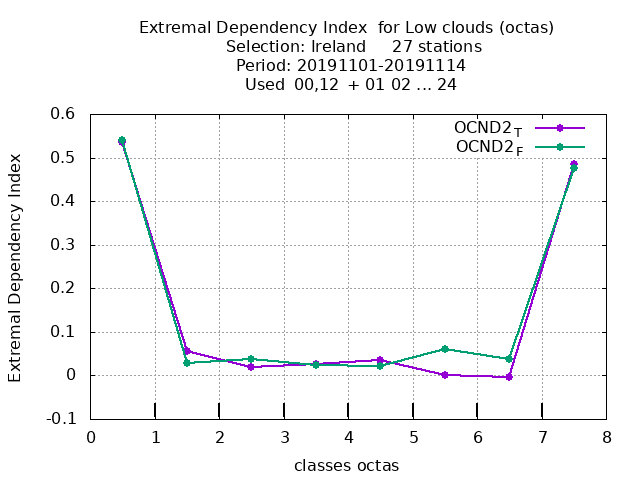 Extremal Dependency Index  for Low clouds (octas)
Selection: Ireland     27 stations
Period: 20191101-20191114
Used  00,12  + 01 02 ... 24
OCND2_T
OCND2_F
Extremal Dependency Index
0.6
0.5
0.4
0.3
0.2
0.1
0
-0.1
0 1 2 3 4 5 6 7 8
classes octas